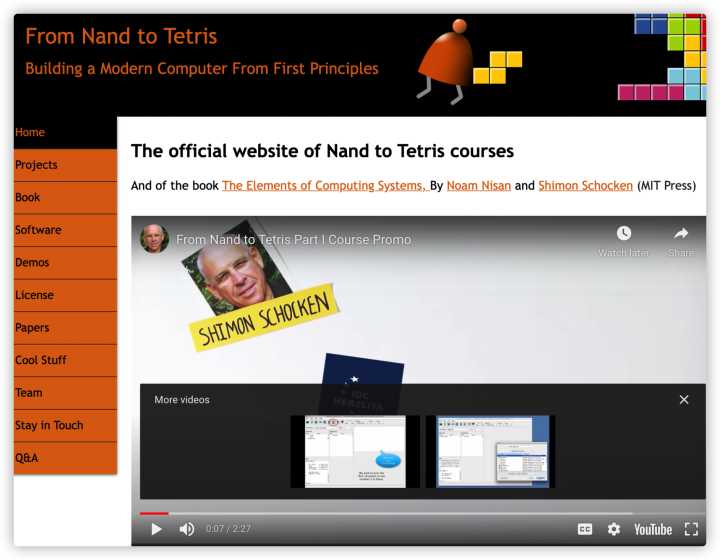 From Nand to Tetris
Building a Modern Computer From First Principles
Home
Projects
Book
Software
Demos
License
Papers
Cool Stuff
Team
Stay in Touch
Q&A
The official website of Nand to Tetris courses
And of the book The Elements of Computing Systems, By Noam Nisan and Shimon Schocken (MIT Press)
From Nand to Tetris Part I Course Promo
Watch later
Share
SHIMON SCHOCKEN
IDC
HERZLIYA
More videos
0:07 / 2:27
CC
YouTube